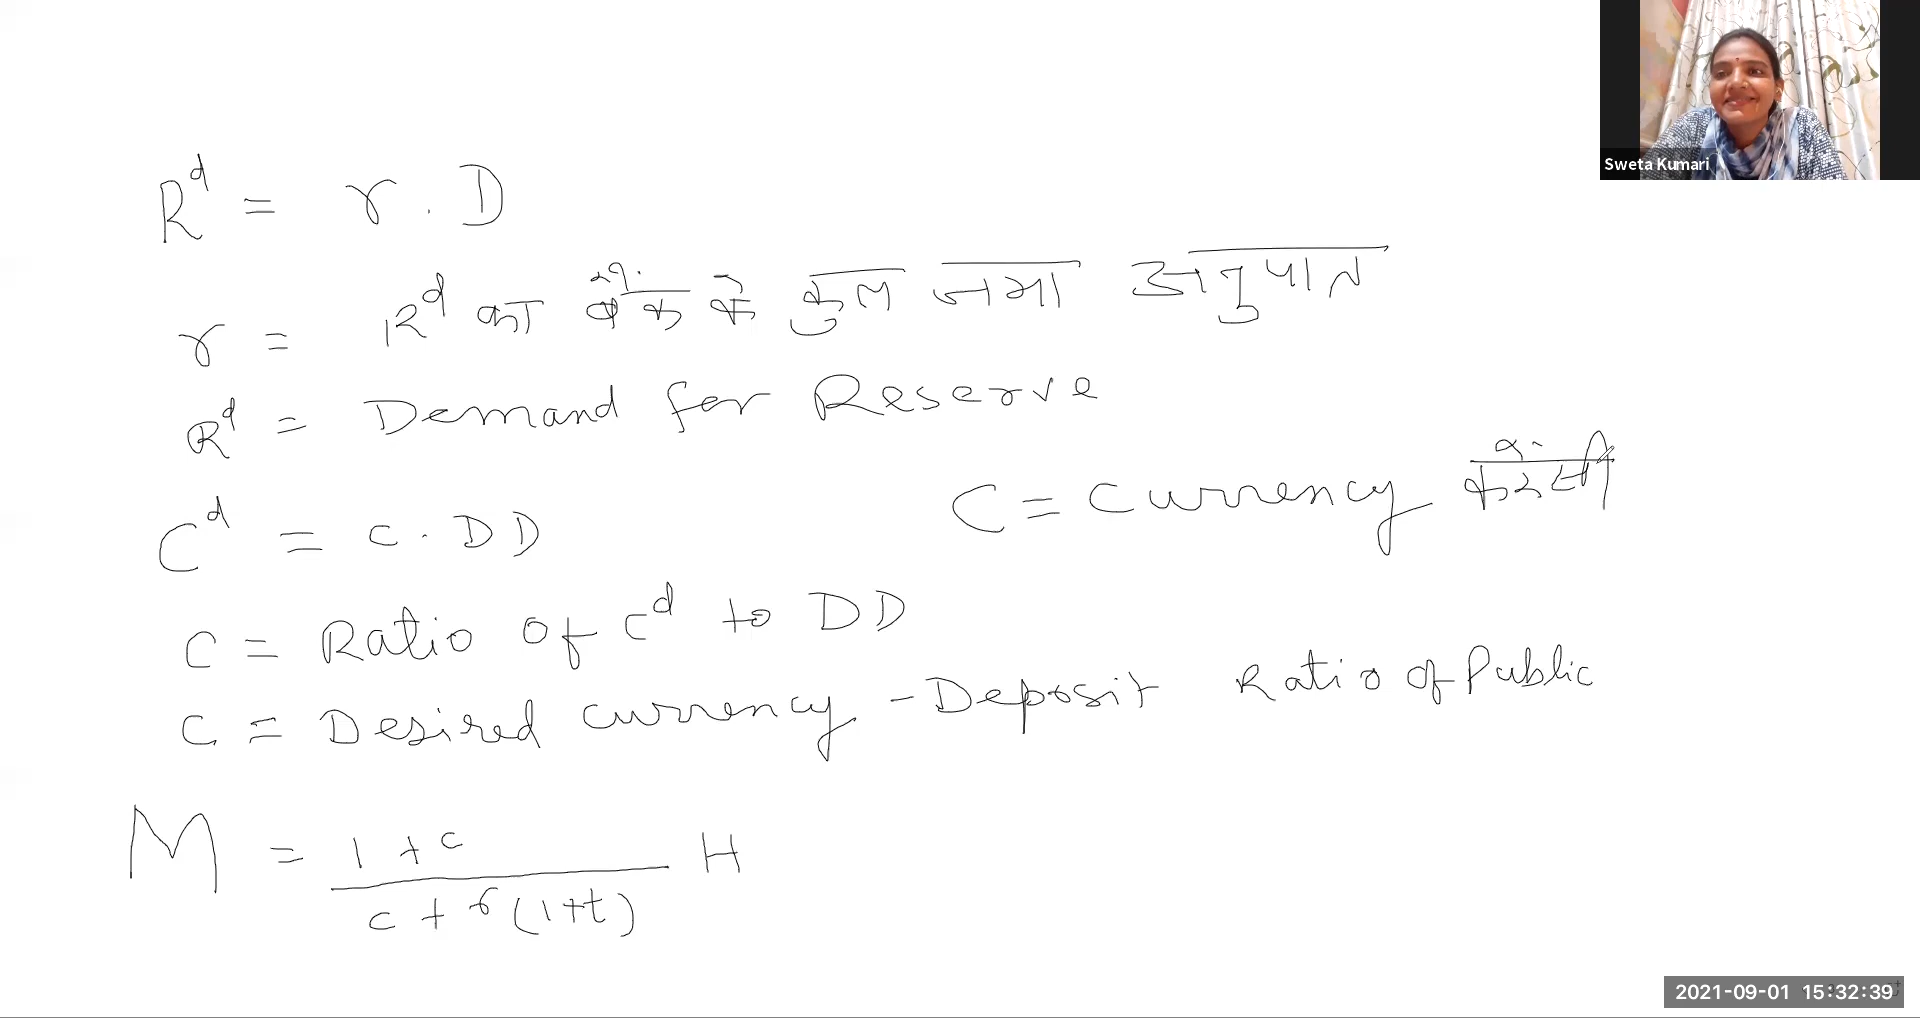 Sweta Kumari
R^d = r . D
r = R^d का बैंक के कुल जमा अनुपात
R^d = Demand for Reserve
C^d = c . DD
C = Currency करेंसी
C = Ratio of C^d to DD
C = Desired currency - Deposit Ratio of Public
M = 1 + c / c + r (1+t) H
2021-09-01 15:32:39